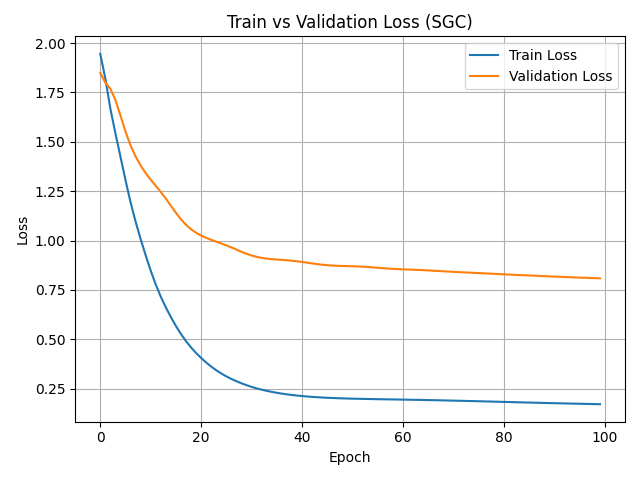 Train vs Validation Loss (SGC)
Train Loss
Validation Loss
Loss
2.00
1.75
1.50
1.25
1.00
0.75
0.50
0.25
0 20 40 60 80 100
Epoch